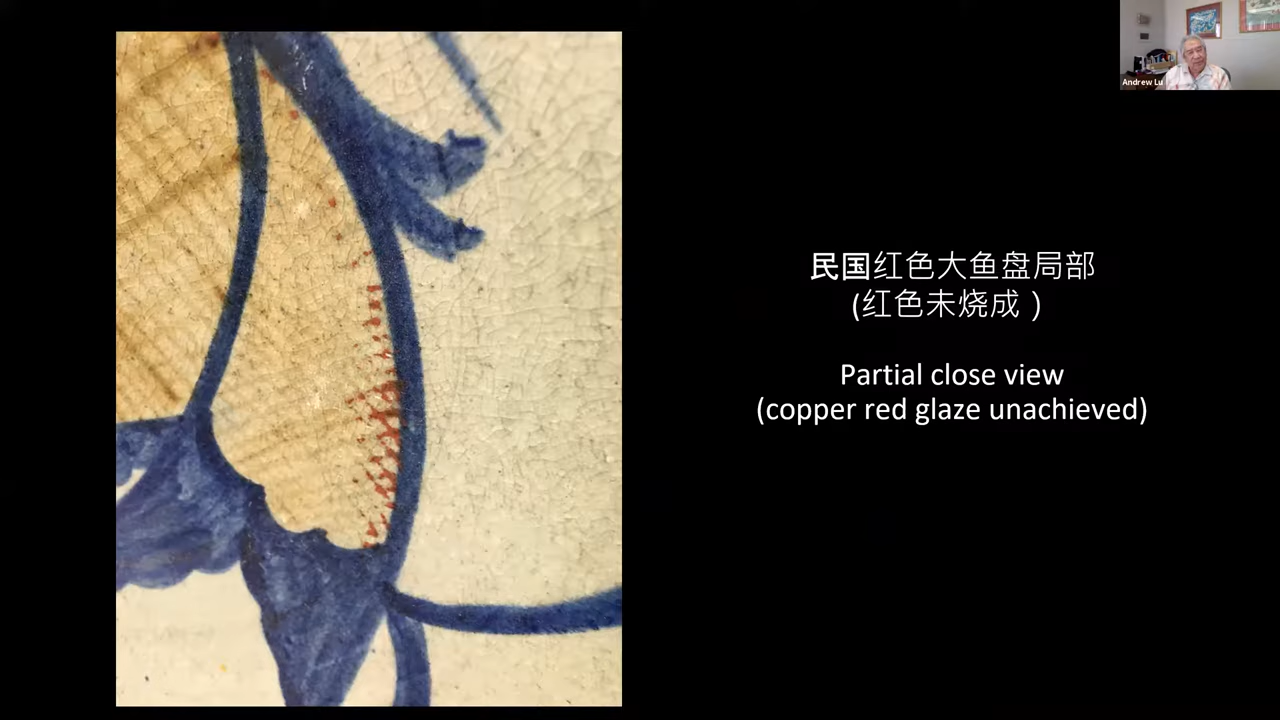 Andrew Lu
民国红色大鱼盘局部
(红色未烧成 )
Partial close view
(copper red glaze unachieved)